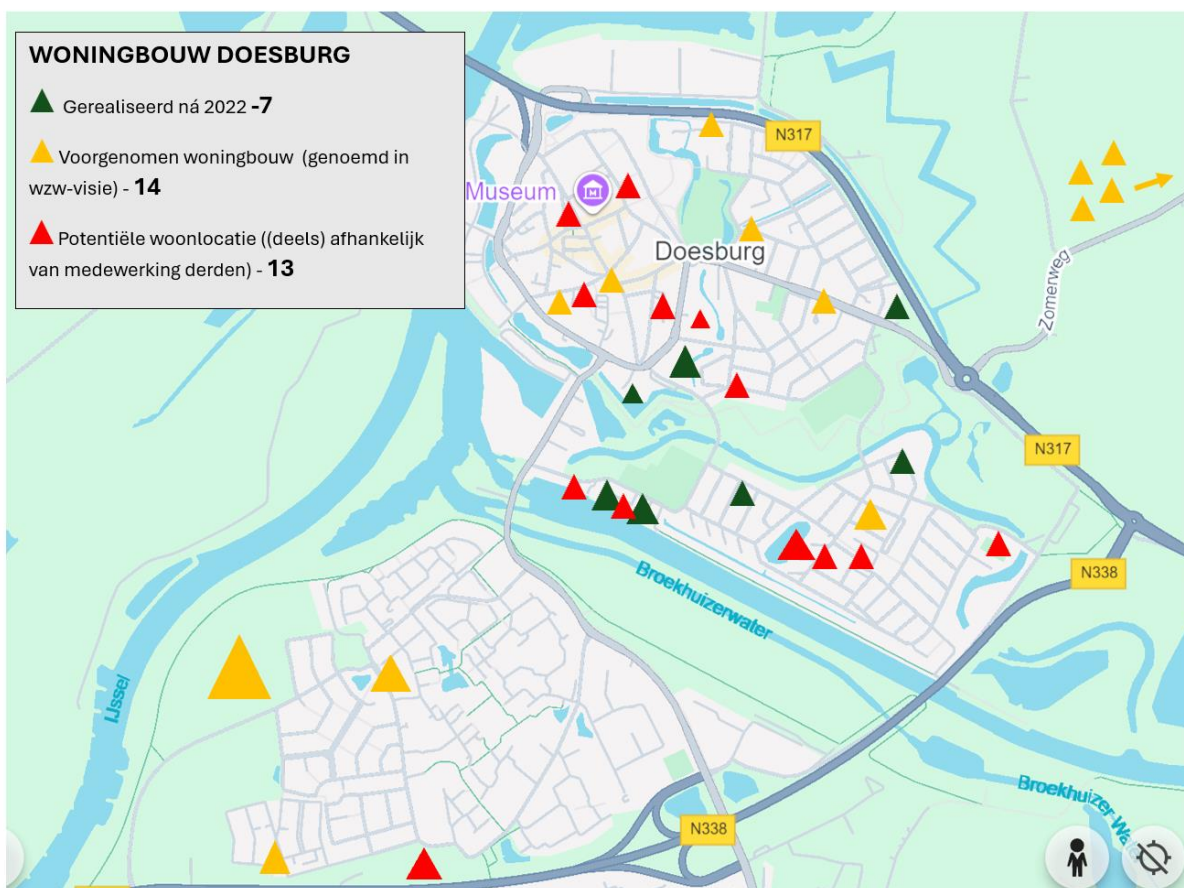 WONINGBOUW DOESBURG
Gerealiseerd ná 2022 -7
Voorgenomen woningbouw (genoemd in
wzw-visie) - 14
Potentiële woonlocatie ((deels) afhankelijk
van medewerking derden) - 13
N317
Museum
Doesburg
Zomerweg
N317
N338
Broekhuizerwater
IJssel
Broekhuizer Wa
N338